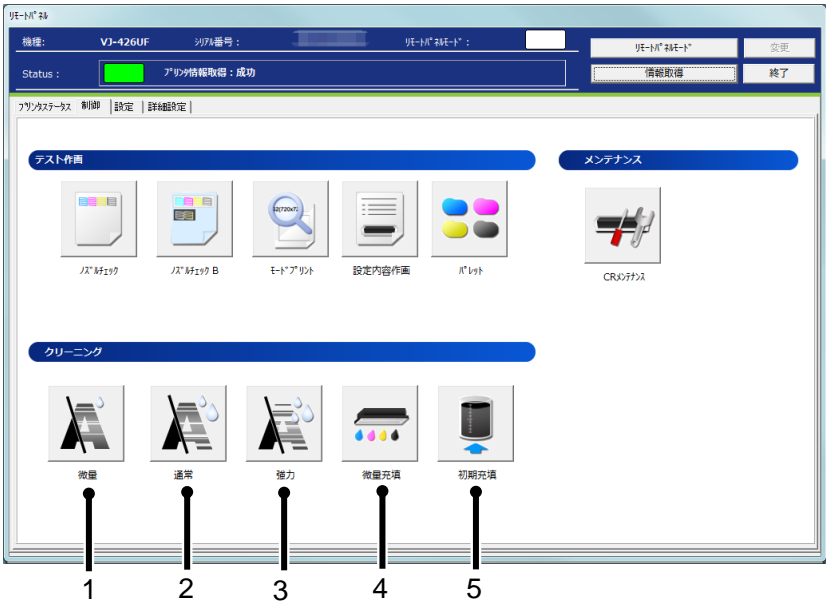 ﾘﾓｰﾄﾊﾟﾈﾙ
機種: VJ-426UF ｼﾘｱﾙ番号： ﾘﾓｰﾄﾊﾟﾈﾙﾓｰﾄﾞ： ﾘﾓｰﾄﾊﾟﾈﾙﾓｰﾄﾞ 変更
Status： ﾌﾟﾘﾝﾀ情報取得：成功 情報取得 終了
ﾌﾟﾘﾝﾀｽﾃｰﾀｽ 制御 設定 詳細設定
テスト作画 メンテナンス
ﾉｽﾞﾙﾁｪｯｸ ﾉｽﾞﾙﾁｪｯｸ B ﾓｰﾄﾞﾌﾟﾘﾝﾄ 設定内容作画 ﾊﾟﾚｯﾄ CRﾒﾝﾃﾅﾝｽ
クリーニング
微量 通常 強力 微量充填 初期充填
1 2 3 4 5